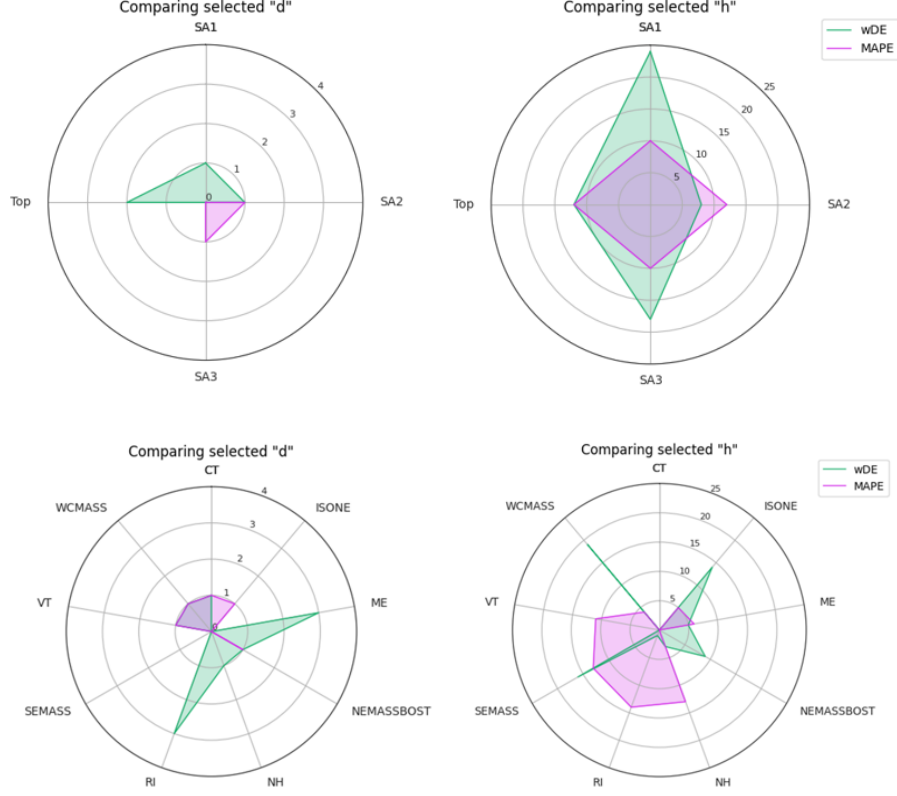 Comparing selected "d"
SA1
4
3
2
1
0
Top
SA2
SA3
Comparing selected "h"
SA1
25
20
15
10
5
Top
SA2
SA3
wDE
MAPE
Comparing selected "d"
CT
4
WCMASS
ISONE
3
2
VT
1
ME
0
SEMASS
NEMASSBOST
RI
NH
Comparing selected "h"
CT
25
WCMASS
20
ISONE
15
10
VT
5
ME
SEMASS
NEMASSBOST
RI
NH
wDE
MAPE